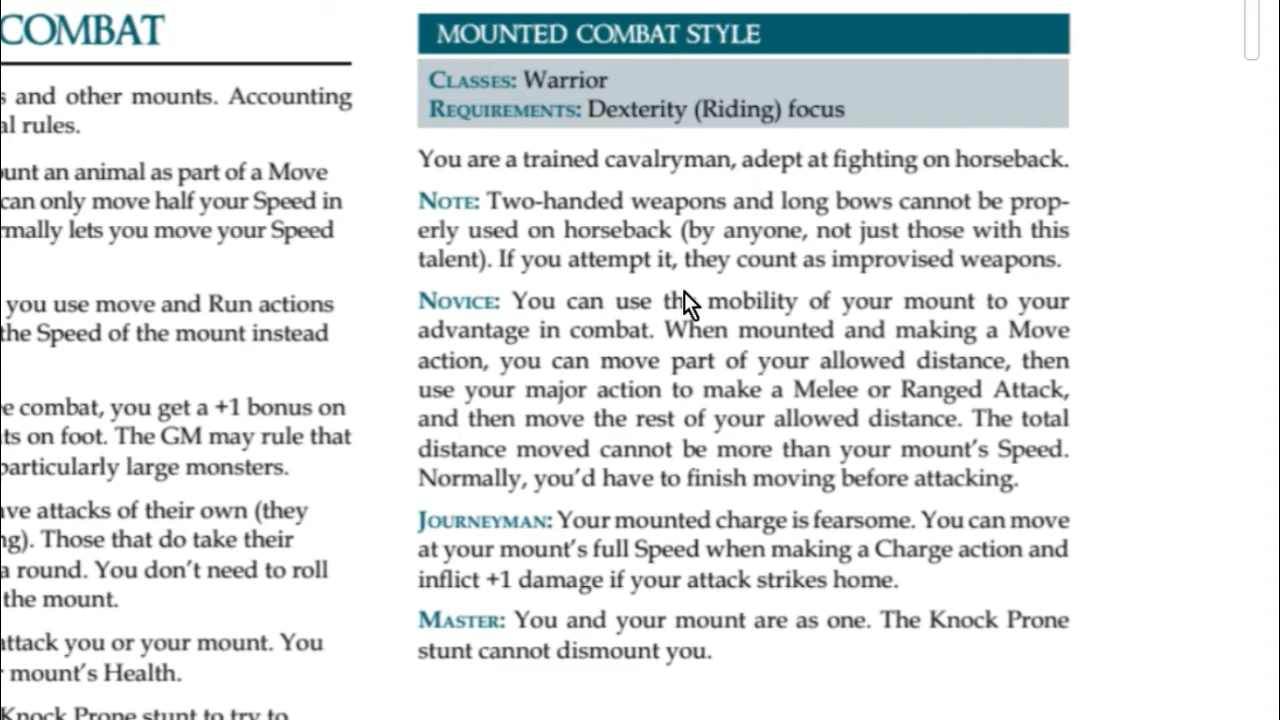 COMBAT
s and other mounts. Accounting
al rules.
unt an animal as part of a Move
can only move half your Speed in
rmally lets you move your Speed
you use move and Run actions
the Speed of the mount instead
e combat, you get a +1 bonus on
ts on foot. The GM may rule that
particularly large monsters.
ave attacks of their own (they
ng). Those that do take their
a round. You don't need to roll
the mount.
attack you or your mount. You
r mount's Health.
Knock Prone stunt to try to
MOUNTED COMBAT STYLE
CLASSES: Warrior
REQUIREMENTS: Dexterity (Riding) focus
You are a trained cavalryman, adept at fighting on horseback.
NOTE: Two-handed weapons and long bows cannot be prop-
erly used on horseback (by anyone, not just those with this
talent). If you attempt it, they count as improvised weapons.
NOVICE: You can use the mobility of your mount to your
advantage in combat. When mounted and making a Move
action, you can move part of your allowed distance, then
use your major action to make a Melee or Ranged Attack,
and then move the rest of your allowed distance. The total
distance moved cannot be more than your mount's Speed.
Normally, you'd have to finish moving before attacking.
JOURNEYMAN: Your mounted charge is fearsome. You can move
at your mount's full Speed when making a Charge action and
inflict +1 damage if your attack strikes home.
MASTER: You and your mount are as one. The Knock Prone
stunt cannot dismount you.